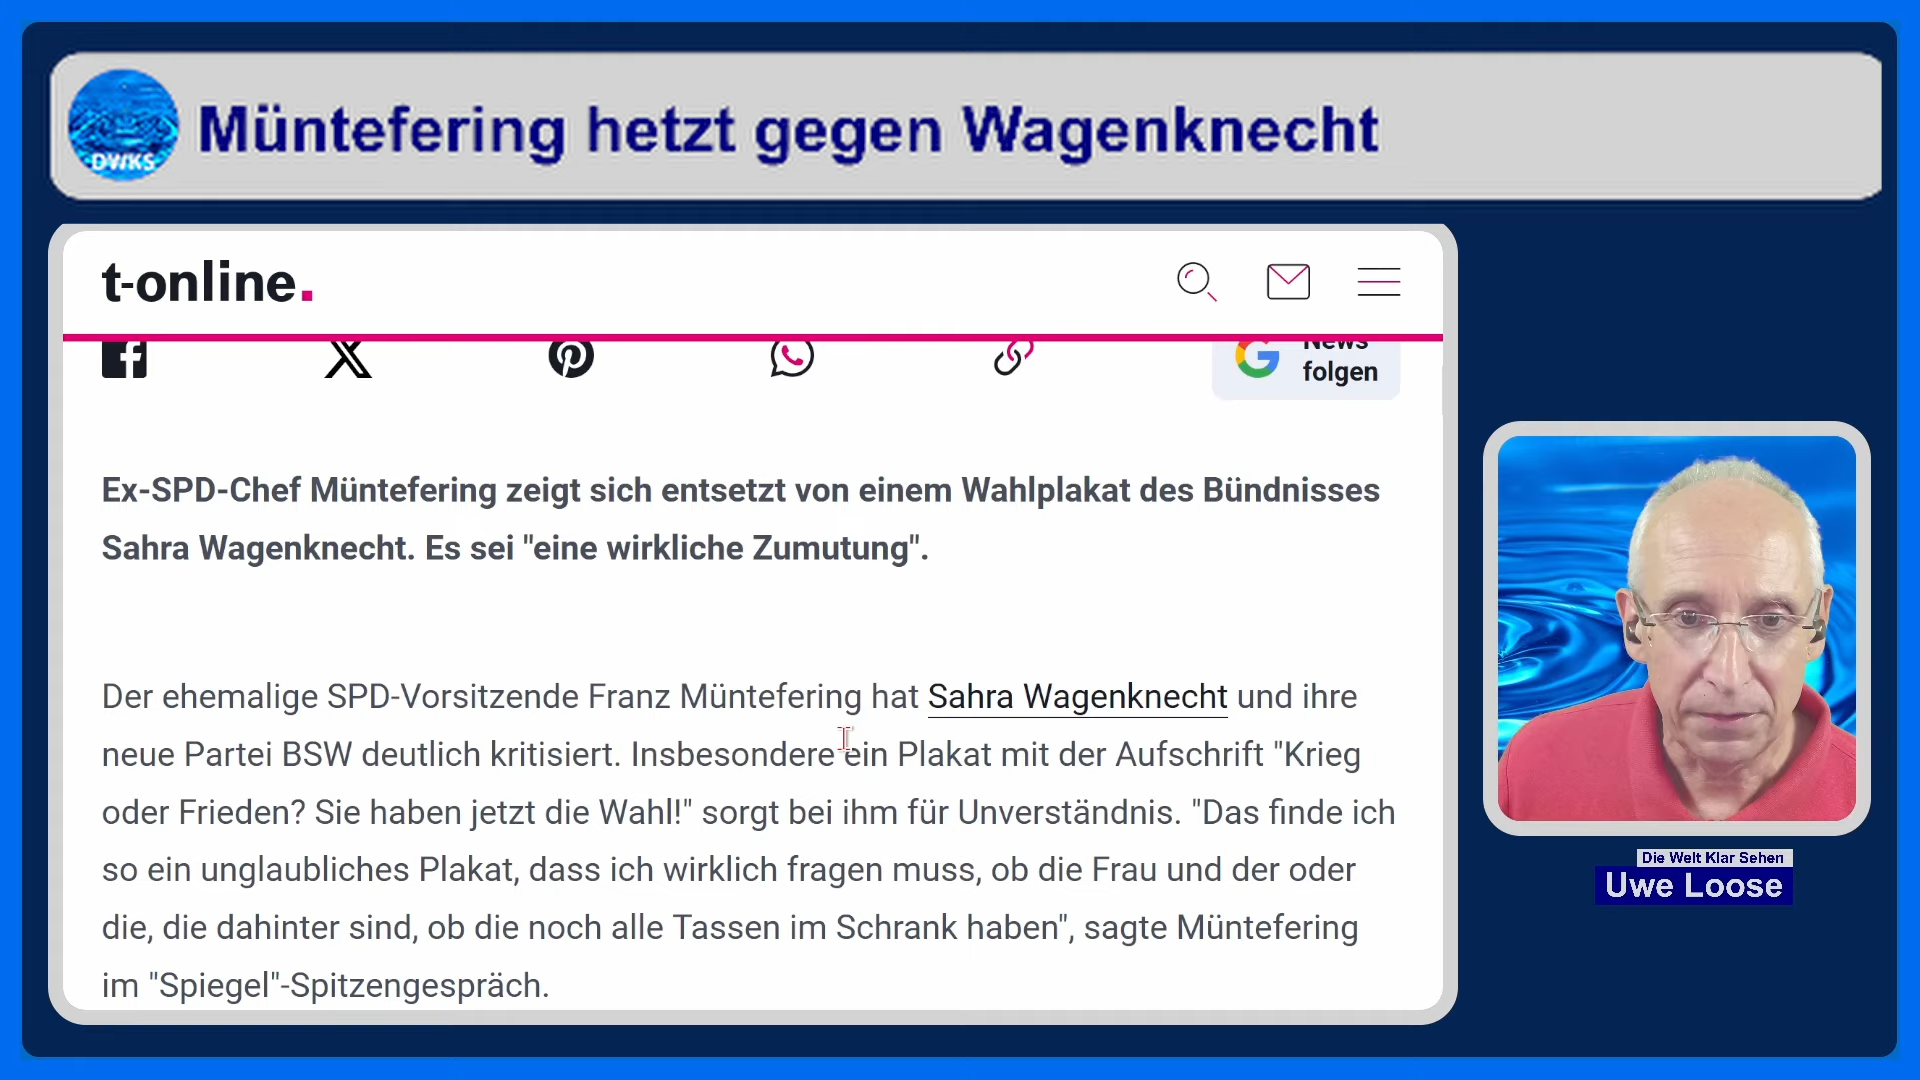 DWKS
Müntefering hetzt gegen Wagenknecht
t-online.
News
folgen
Ex-SPD-Chef Müntefering zeigt sich entsetzt von einem Wahlplakat des Bündnisses
Sahra Wagenknecht. Es sei "eine wirkliche Zumutung".
Der ehemalige SPD-Vorsitzende Franz Müntefering hat Sahra Wagenknecht und ihre
neue Partei BSW deutlich kritisiert. Insbesondere ein Plakat mit der Aufschrift "Krieg
oder Frieden? Sie haben jetzt die Wahl!" sorgt bei ihm für Unverständnis. "Das finde ich
so ein unglaubliches Plakat, dass ich wirklich fragen muss, ob die Frau und der oder
die, die dahinter sind, ob die noch alle Tassen im Schrank haben", sagte Müntefering
im "Spiegel"-Spitzengespräch.
Die Welt Klar Sehen
Uwe Loose